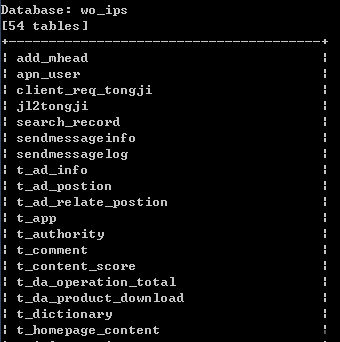 Database: wo_ips
[54 tables]
+---------------------------------------+
| add_mhead |
| apn_user |
| client_req_tongji |
| jl2tongji |
| search_record |
| sendmessageinfo |
| sendmessagelog |
| t_ad_info |
| t_ad_postion |
| t_ad_relate_postion |
| t_app |
| t_authority |
| t_comment |
| t_content_score |
| t_da_operation_total |
| t_da_product_download |
| t_dictionary |
| t_homepage_content |